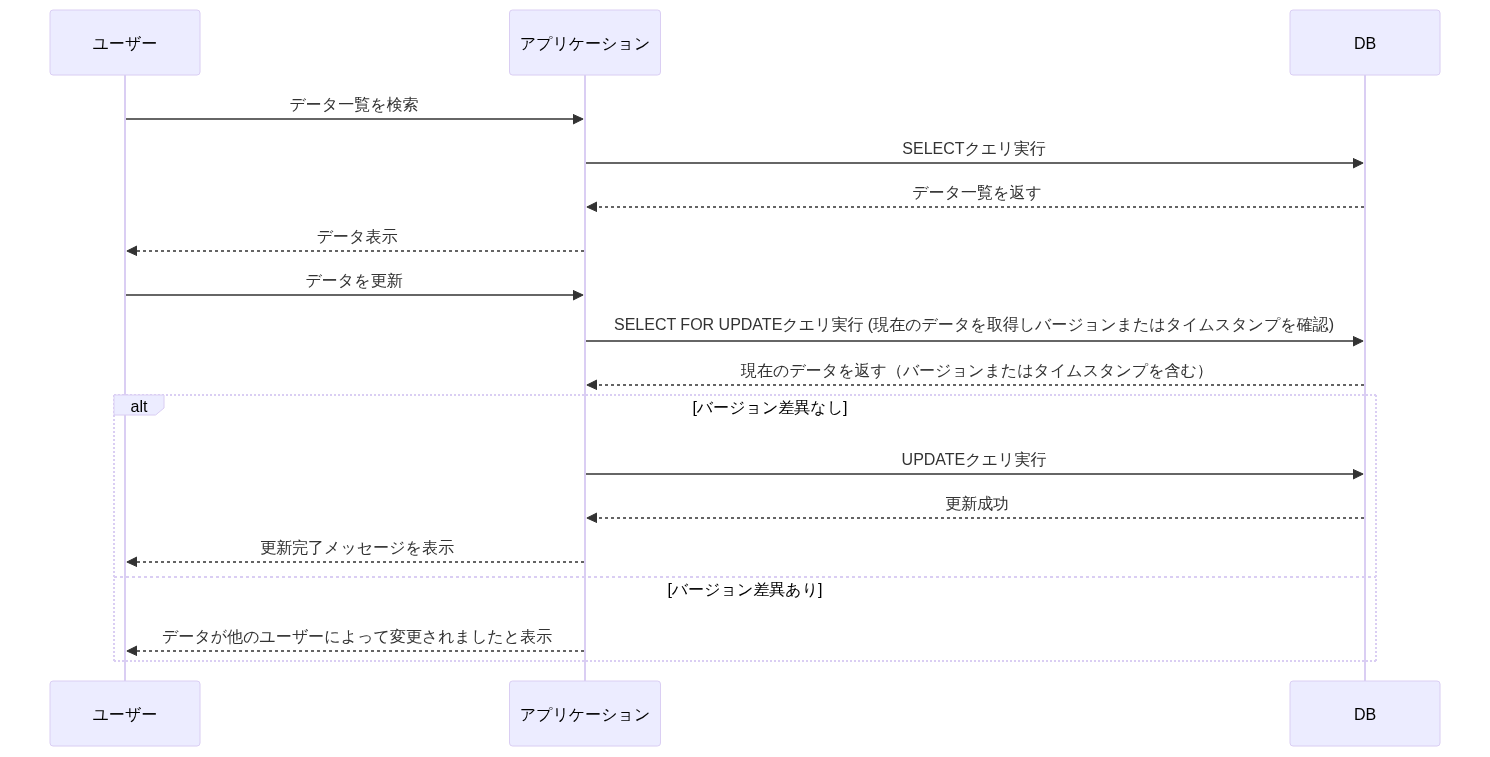 ユーザー
アプリケーション
DB
データ一覧を検索
SELECTクエリ実行
データ一覧を返す
データ表示
データを更新
SELECT FOR UPDATEクエリ実行 (現在のデータを取得しバージョンまたはタイムスタンプを確認)
現在のデータを返す（バージョンまたはタイムスタンプを含む）
alt
[バージョン差異なし]
UPDATEクエリ実行
更新成功
更新完了メッセージを表示
[バージョン差異あり]
データが他のユーザーによって変更されましたと表示
ユーザー
アプリケーション
DB